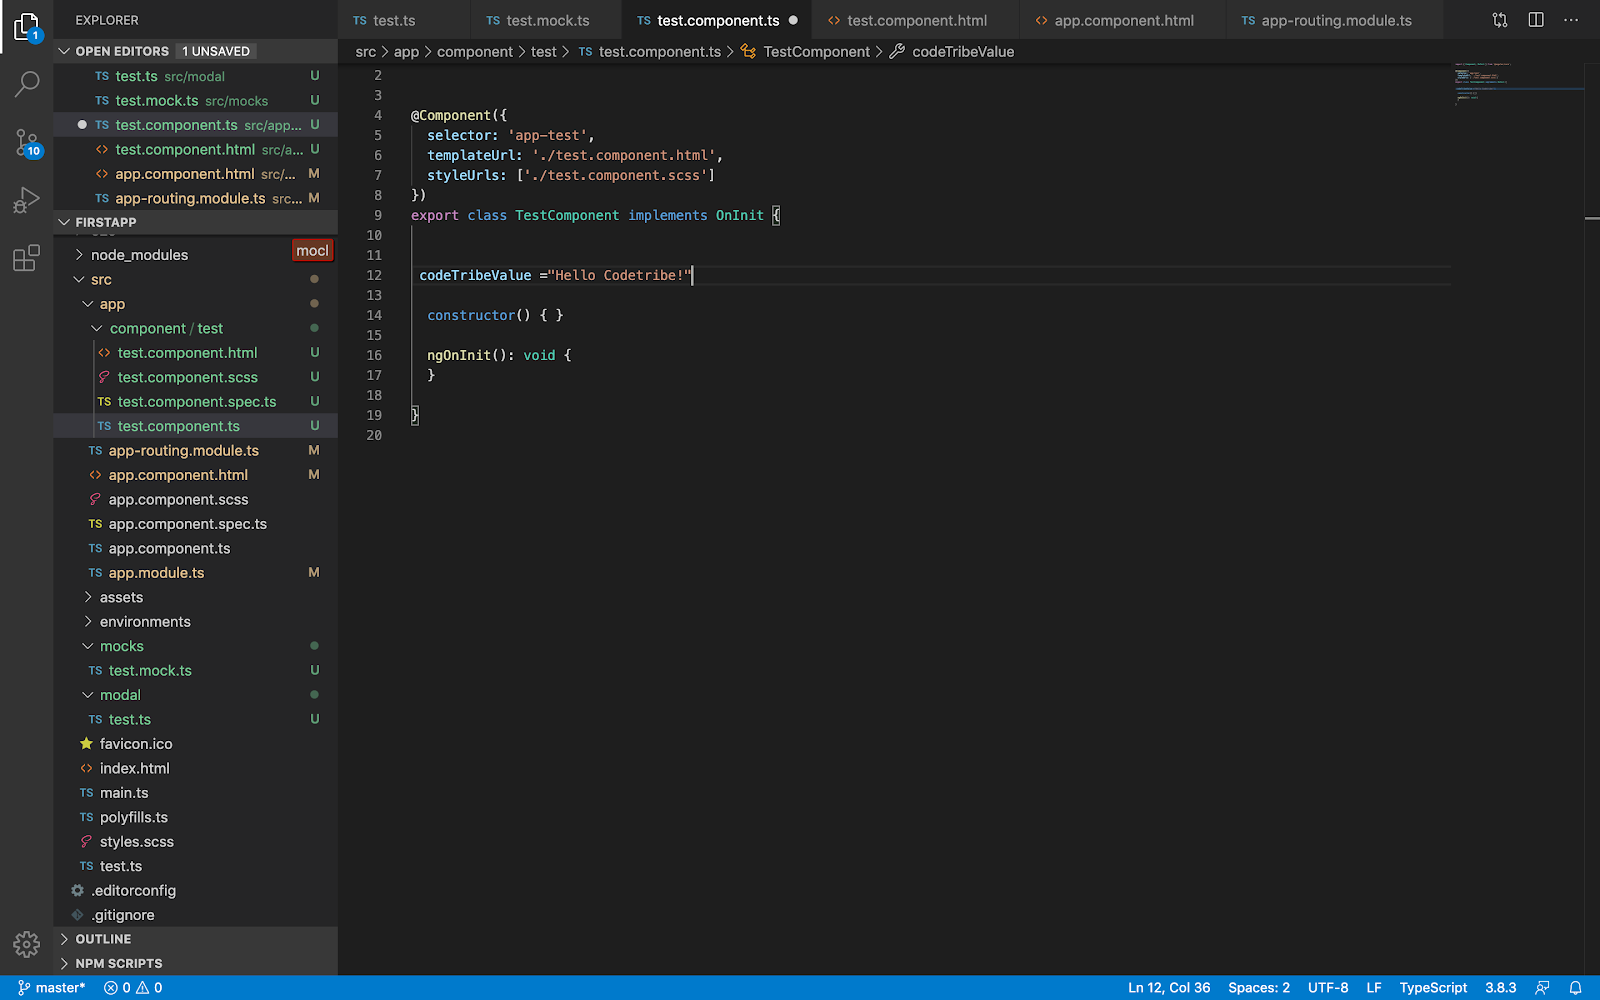 EXPLORER
OPEN EDITORS 1 UNSAVED
TS test.ts src/modal U
TS test.mock.ts src/mocks U
TS test.component.ts src/app... U
<> test.component.html src/a... U
<> app.component.html src/... M
TS app-routing.module.ts src... M
FIRSTAPP
node_modules
mocl
src
app
component / test
<> test.component.html U
test.component.scss U
TS test.component.spec.ts U
TS test.component.ts U
TS app-routing.module.ts M
<> app.component.html M
app.component.scss
TS app.component.spec.ts
TS app.component.ts
TS app.module.ts M
assets
environments
mocks
TS test.mock.ts U
modal
TS test.ts U
favicon.ico
<> index.html
TS main.ts
TS polyfills.ts
styles.scss
TS test.ts
.editorconfig
.gitignore
OUTLINE
NPM SCRIPTS
1
10
TS test.ts TS test.mock.ts TS test.component.ts <> test.component.html <> app.component.html TS app-routing.module.ts ...
src > app > component > test > TS test.component.ts > TestComponent > codeTribeValue
2
3
4 @Component({
5 selector: 'app-test',
6 templateUrl: './test.component.html',
7 styleUrls: ['./test.component.scss']
8 })
9 export class TestComponent implements OnInit {
10
11
12 codeTribeValue ="Hello Codetribe!"
13
14 constructor() { }
15
16 ngOnInit(): void {
17 }
18
19 }
20
master* 0 0 Ln 12, Col 36 Spaces: 2 UTF-8 LF TypeScript 3.8.3